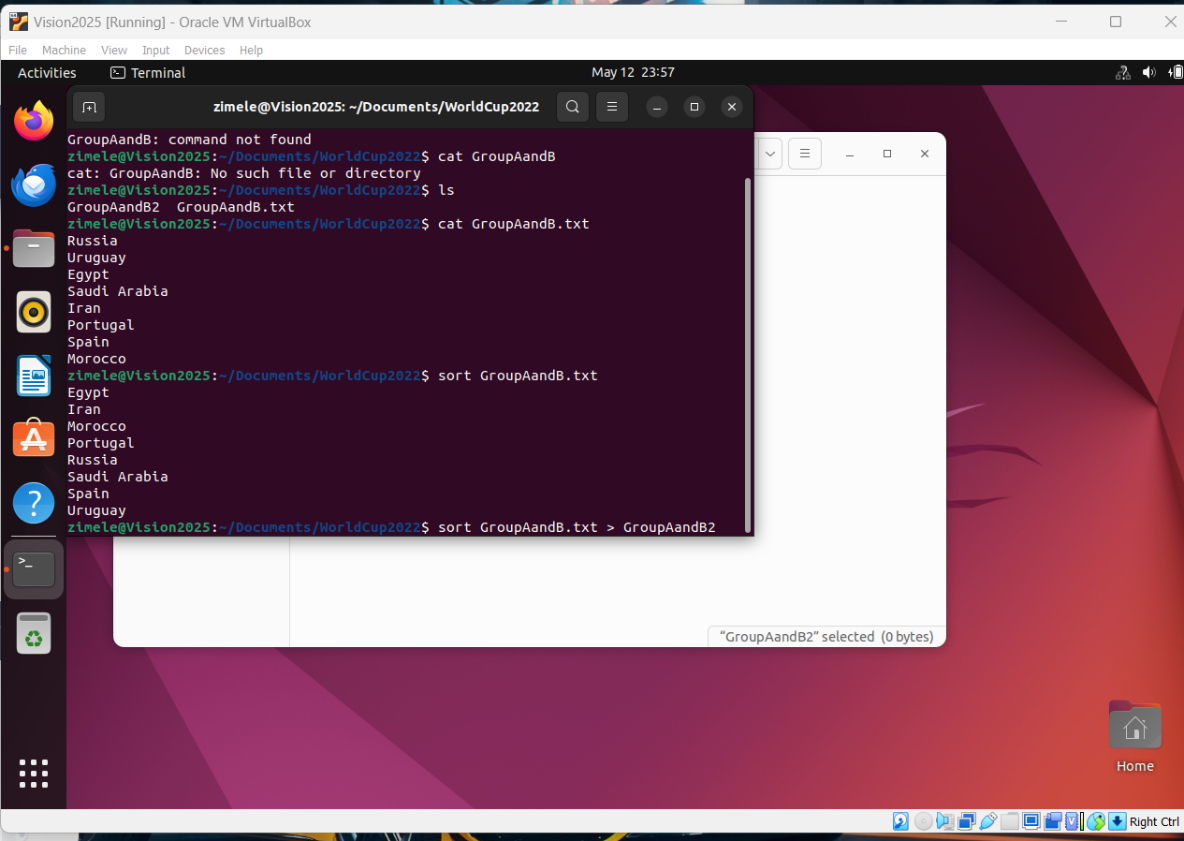 Vision2025 [Running] - Oracle VM VirtualBox
File Machine View Input Devices Help
Activities Terminal May 12 23:57
zimele@Vision2025: ~/Documents/WorldCup2022
GroupAandB: command not found
zimele@Vision2025:~/Documents/WorldCup2022$ cat GroupAandB
cat: GroupAandB: No such file or directory
zimele@Vision2025:~/Documents/WorldCup2022$ ls
GroupAandB2  GroupAandB.txt
zimele@Vision2025:~/Documents/WorldCup2022$ cat GroupAandB.txt
Russia
Uruguay
Egypt
Saudi Arabia
Iran
Portugal
Spain
Morocco
zimele@Vision2025:~/Documents/WorldCup2022$ sort GroupAandB.txt
Egypt
Iran
Morocco
Portugal
Russia
Saudi Arabia
Spain
Uruguay
zimele@Vision2025:~/Documents/WorldCup2022$ sort GroupAandB.txt > GroupAandB2
“GroupAandB2” selected (0 bytes)
Home
Right Ctrl